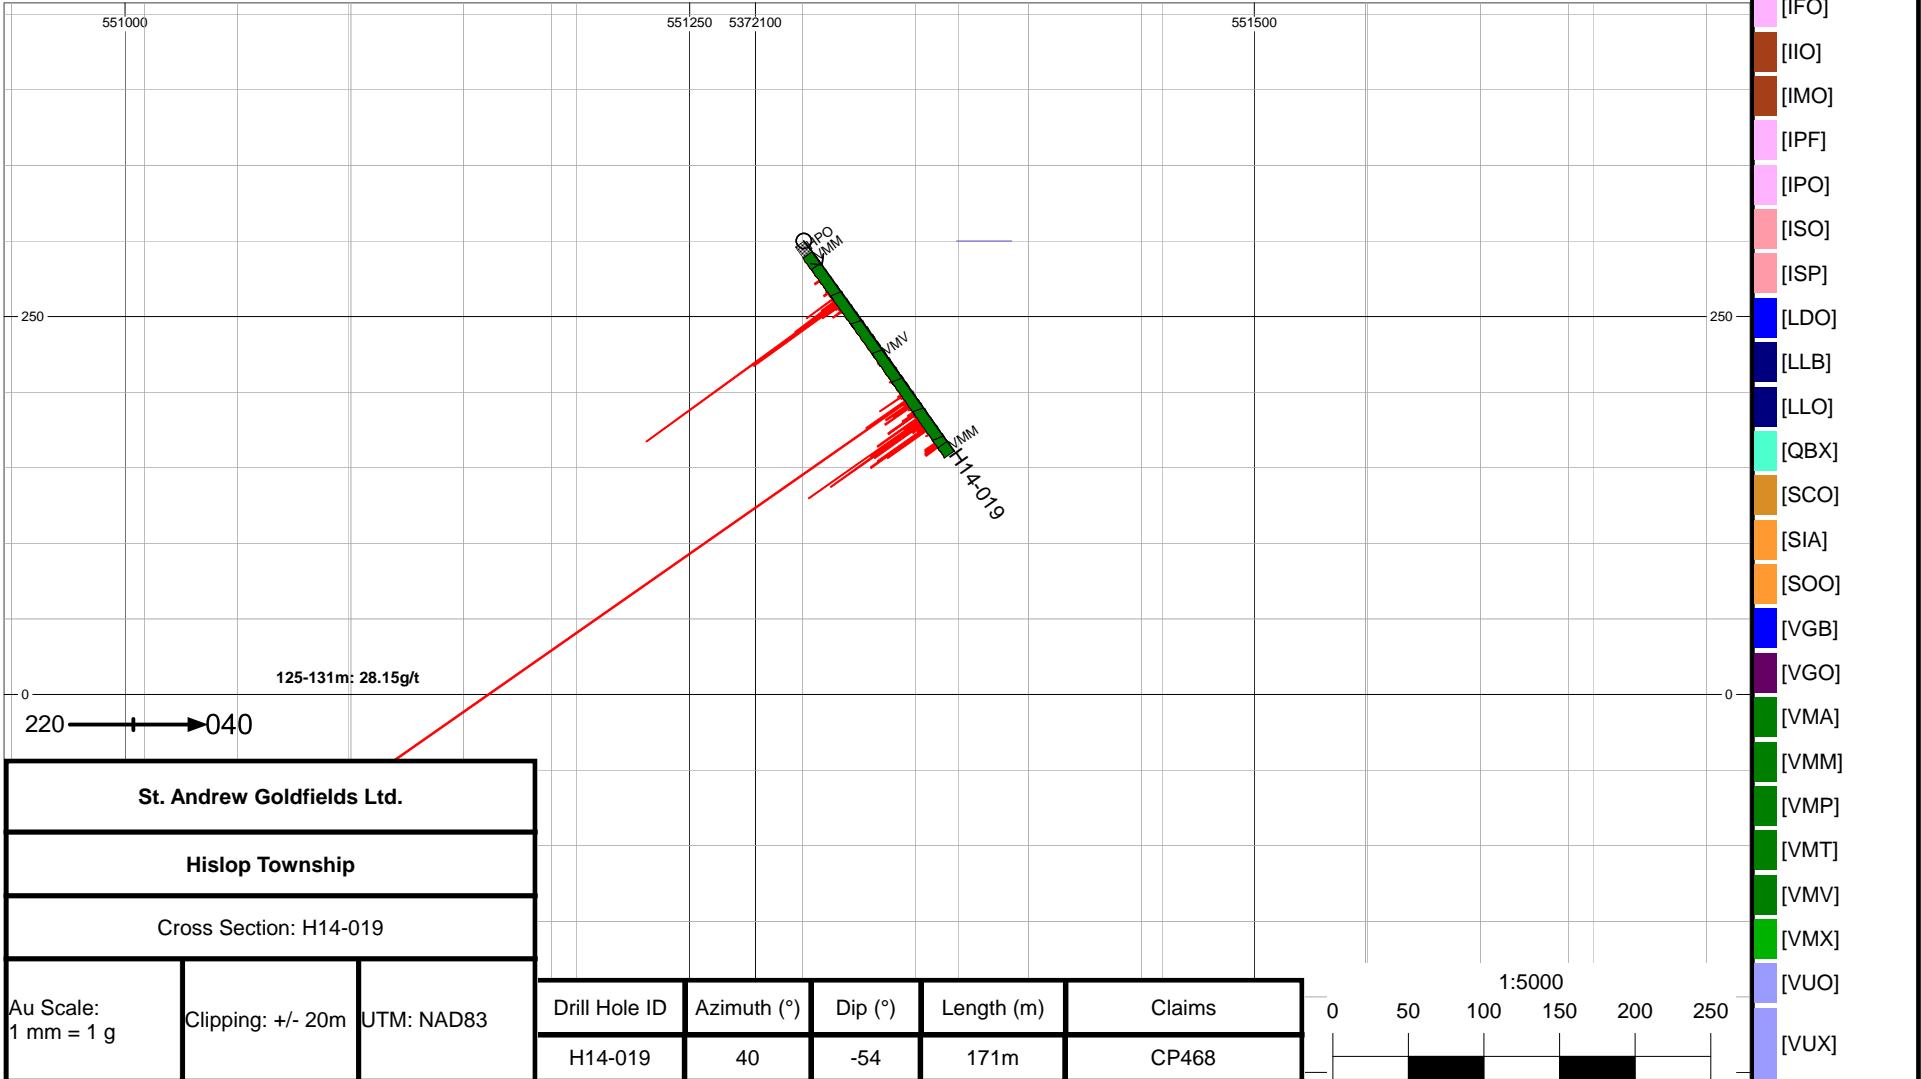 551000
551250
5372100
551500
HPO
VMM
250
250
VMV
VMM
H14-019
125-131m: 28.15g/t
0
0
220
040
St. Andrew Goldfields Ltd.
Hislop Township
Cross Section: H14-019
Au Scale:
1 mm = 1 g
Clipping: +/- 20m
UTM: NAD83
Drill Hole ID
Azimuth (°)
Dip (°)
Length (m)
Claims
H14-019
40
-54
171m
CP468
1:5000
0
50
100
150
200
250
[IFO]
[IIO]
[IMO]
[IPF]
[IPO]
[ISO]
[ISP]
[LDO]
[LLB]
[LLO]
[QBX]
[SCO]
[SIA]
[SOO]
[VGB]
[VGO]
[VMA]
[VMM]
[VMP]
[VMT]
[VMV]
[VMX]
[VUO]
[VUX]